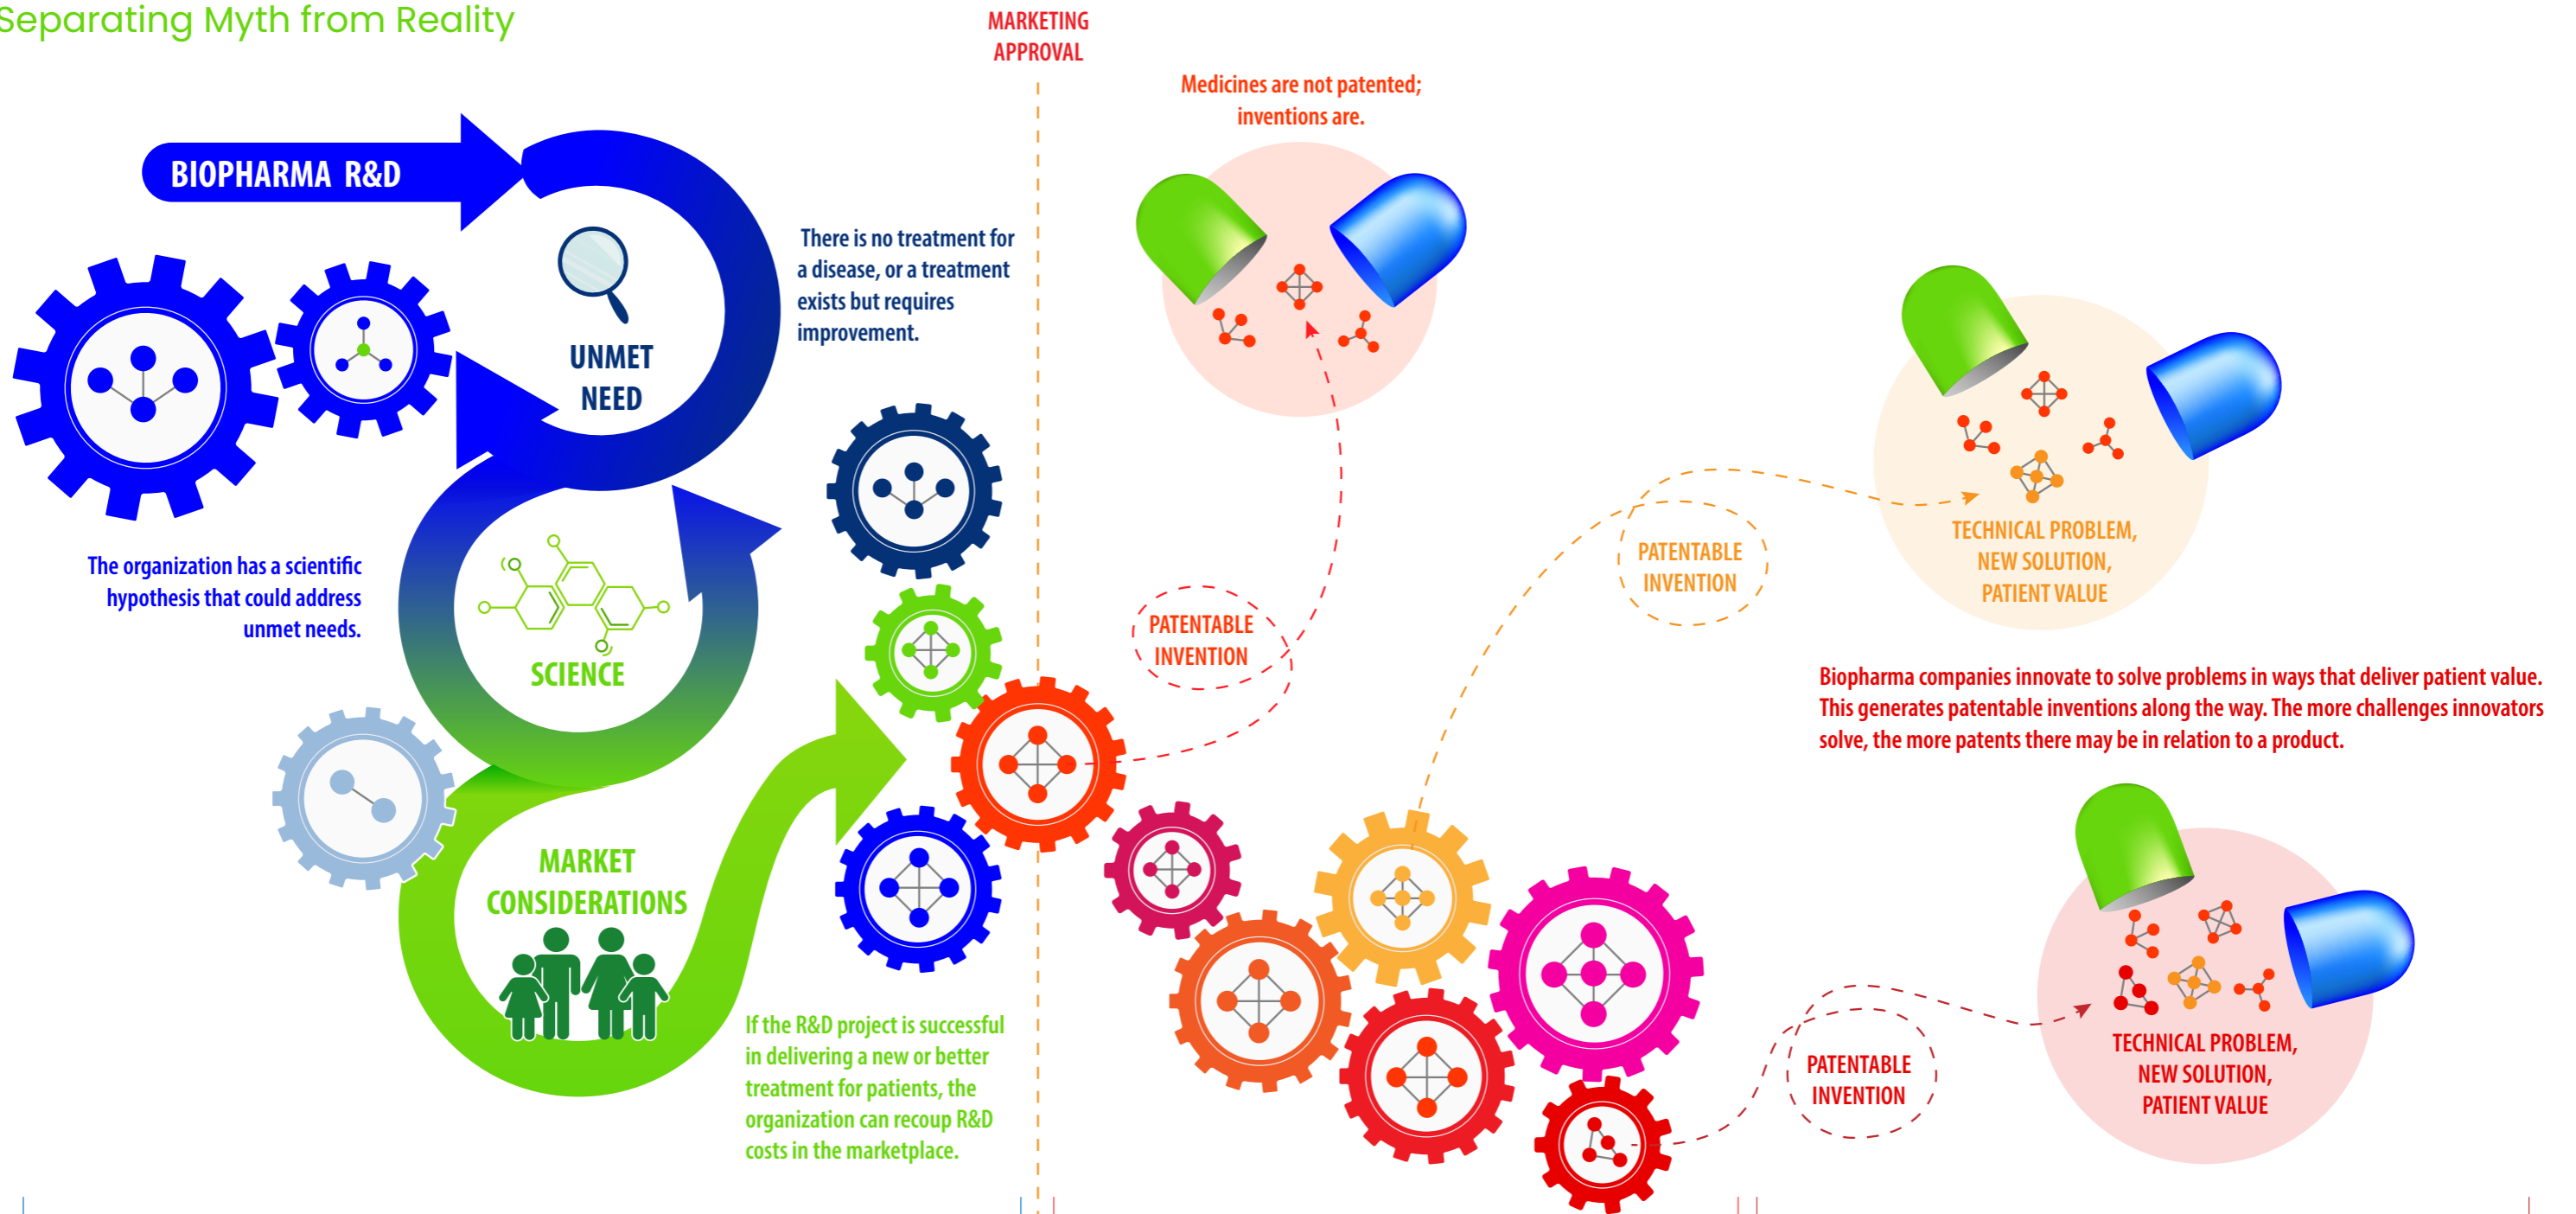 Separating Myth from Reality
MARKETING
APPROVAL
Medicines are not patented;
inventions are.
BIOPHARMA R&D
There is no treatment for
a disease, or a treatment
exists but requires
improvement.
UNMET
NEED
The organization has a scientific
hypothesis that could address
unmet needs.
SCIENCE
MARKET
CONSIDERATIONS
If the R&D project is successful
in delivering a new or better
treatment for patients, the
organization can recoup R&D
costs in the marketplace.
PATENTABLE
INVENTION
PATENTABLE
INVENTION
TECHNICAL PROBLEM,
NEW SOLUTION,
PATIENT VALUE
Biopharma companies innovate to solve problems in ways that deliver patient value.
This generates patentable inventions along the way. The more challenges innovators
solve, the more patents there may be in relation to a product.
PATENTABLE
INVENTION
TECHNICAL PROBLEM,
NEW SOLUTION,
PATIENT VALUE